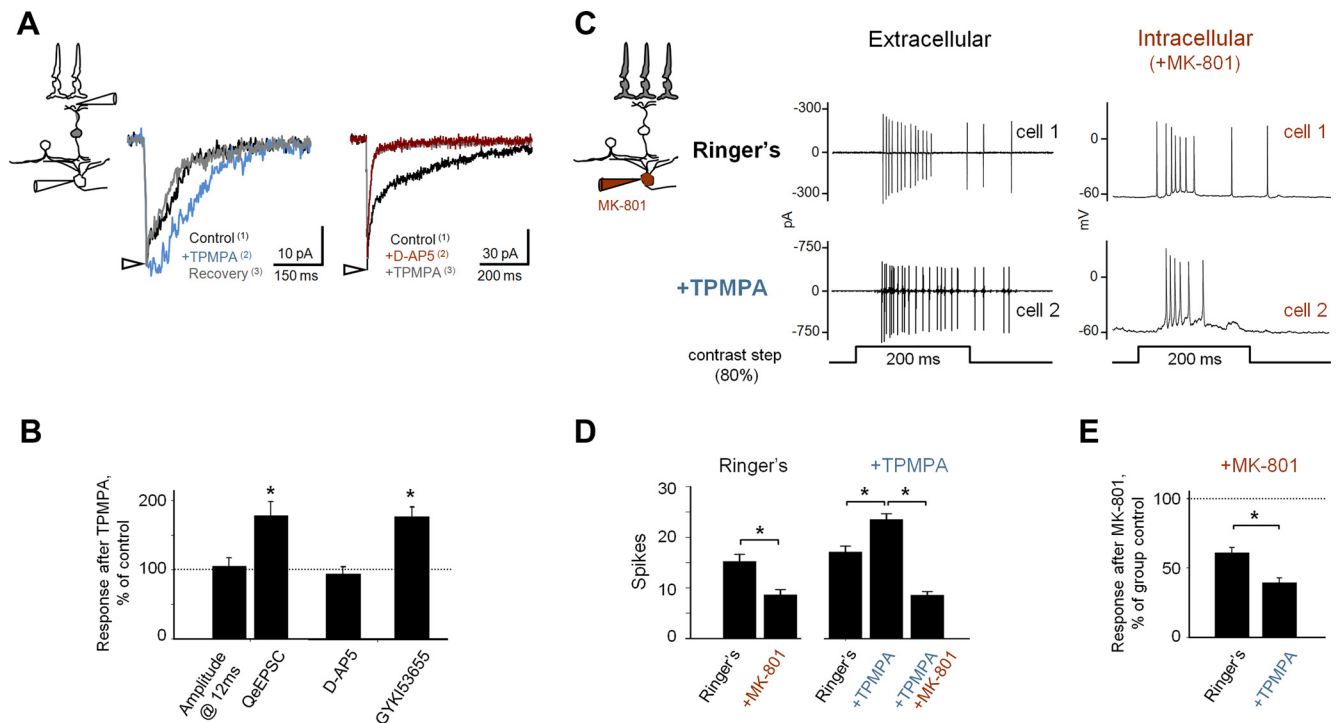 A
Control (1)
+TPMPA (2)
Recovery (3)
10 pA
150 ms
Control (1)
+D-AP5 (2)
+TPMPA (3)
30 pA
200 ms
B
Response after TPMPA,
% of control
200
100
0
*
*
Amplitude
@ 12ms
QeEPSC
D-AP5
GYKI53655
C
Extracellular
Intracellular
(+MK-801)
MK-801
Ringer's
-300
0
-300
pA
cell 1
0
-60
mV
cell 1
+TPMPA
-750
0
-750
cell 2
0
-60
cell 2
contrast step
(80%)
200 ms
200 ms
D
Ringer's
+TPMPA
Spikes
30
20
10
0
*
*
*
Ringer's
+MK-801
Ringer's
+TPMPA
+TPMPA
+MK-801
E
+MK-801
Response after MK-801,
% of group control
100
50
0
*
Ringer's
+TPMPA